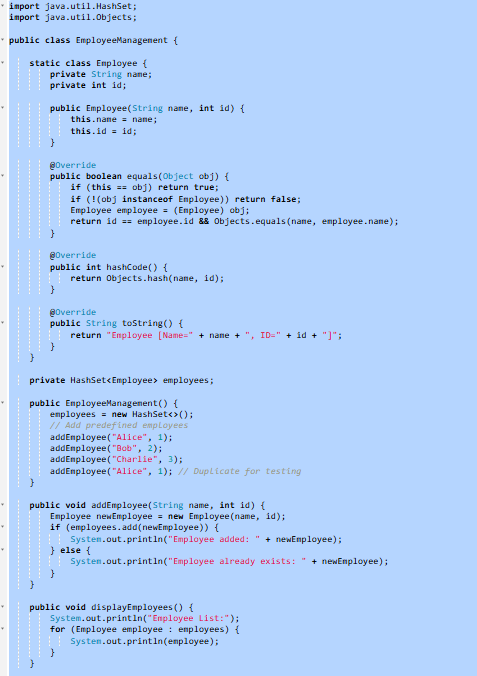 import java.util.HashSet;
import java.util.Objects;

public class EmployeeManagement {

    static class Employee {
        private String name;
        private int id;

        public Employee(String name, int id) {
            this.name = name;
            this.id = id;
        }

        @Override
        public boolean equals(Object obj) {
            if (this == obj) return true;
            if (!(obj instanceof Employee)) return false;
            Employee employee = (Employee) obj;
            return id == employee.id && Objects.equals(name, employee.name);
        }

        @Override
        public int hashCode() {
            return Objects.hash(name, id);
        }

        @Override
        public String toString() {
            return "Employee [Name=" + name + ", ID=" + id + "]";
        }
    }

    private HashSet<Employee> employees;

    public EmployeeManagement() {
        employees = new HashSet<>();
        // Add predefined employees
        addEmployee("Alice", 1);
        addEmployee("Bob", 2);
        addEmployee("Charlie", 3);
        addEmployee("Alice", 1); // Duplicate for testing
    }

    public void addEmployee(String name, int id) {
        Employee newEmployee = new Employee(name, id);
        if (employees.add(newEmployee)) {
            System.out.println("Employee added: " + newEmployee);
        } else {
            System.out.println("Employee already exists: " + newEmployee);
        }
    }

    public void displayEmployees() {
        System.out.println("Employee List:");
        for (Employee employee : employees) {
            System.out.println(employee);
        }
    }